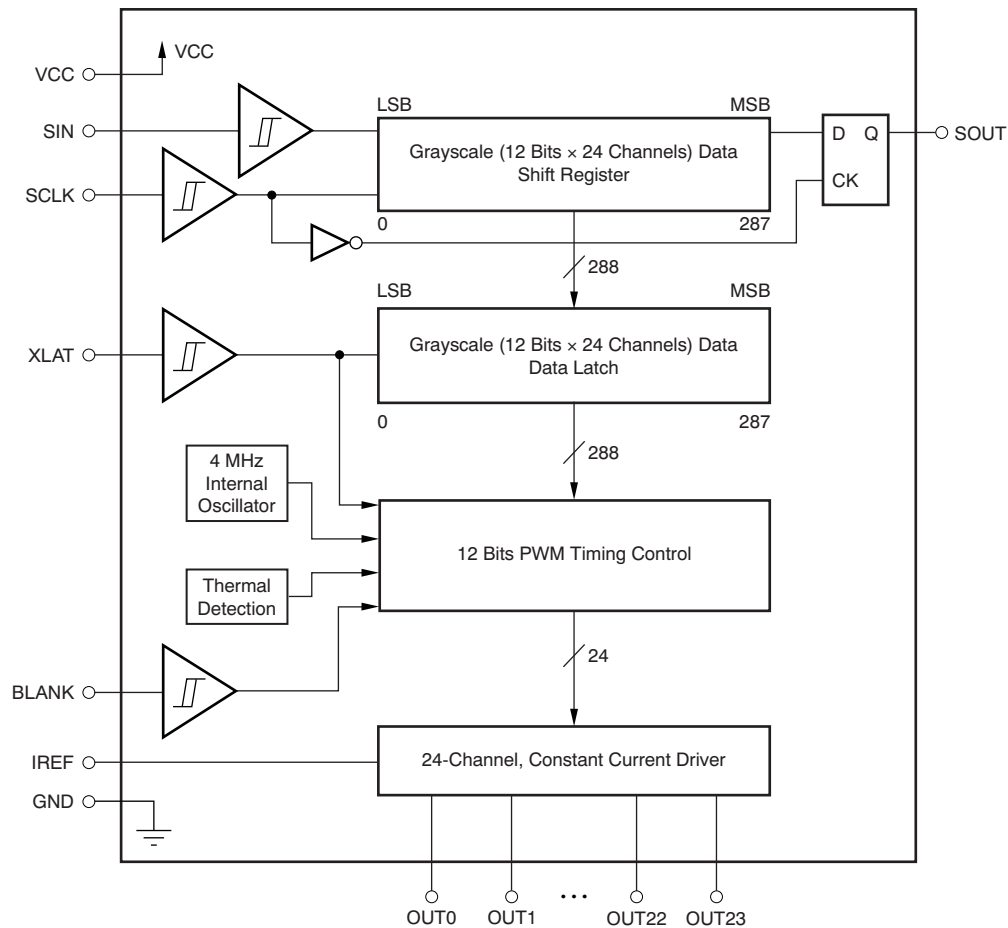 VCC
VCC
SIN
LSB
MSB
Grayscale (12 Bits × 24 Channels) Data
Shift Register
D Q
CK
SOUT
SCLK
0
287
288
LSB
MSB
XLAT
Grayscale (12 Bits × 24 Channels) Data
Data Latch
0
287
288
4 MHz
Internal
Oscillator
12 Bits PWM Timing Control
Thermal
Detection
24
BLANK
IREF
24-Channel, Constant Current Driver
GND
OUT0
OUT1
...
OUT22
OUT23